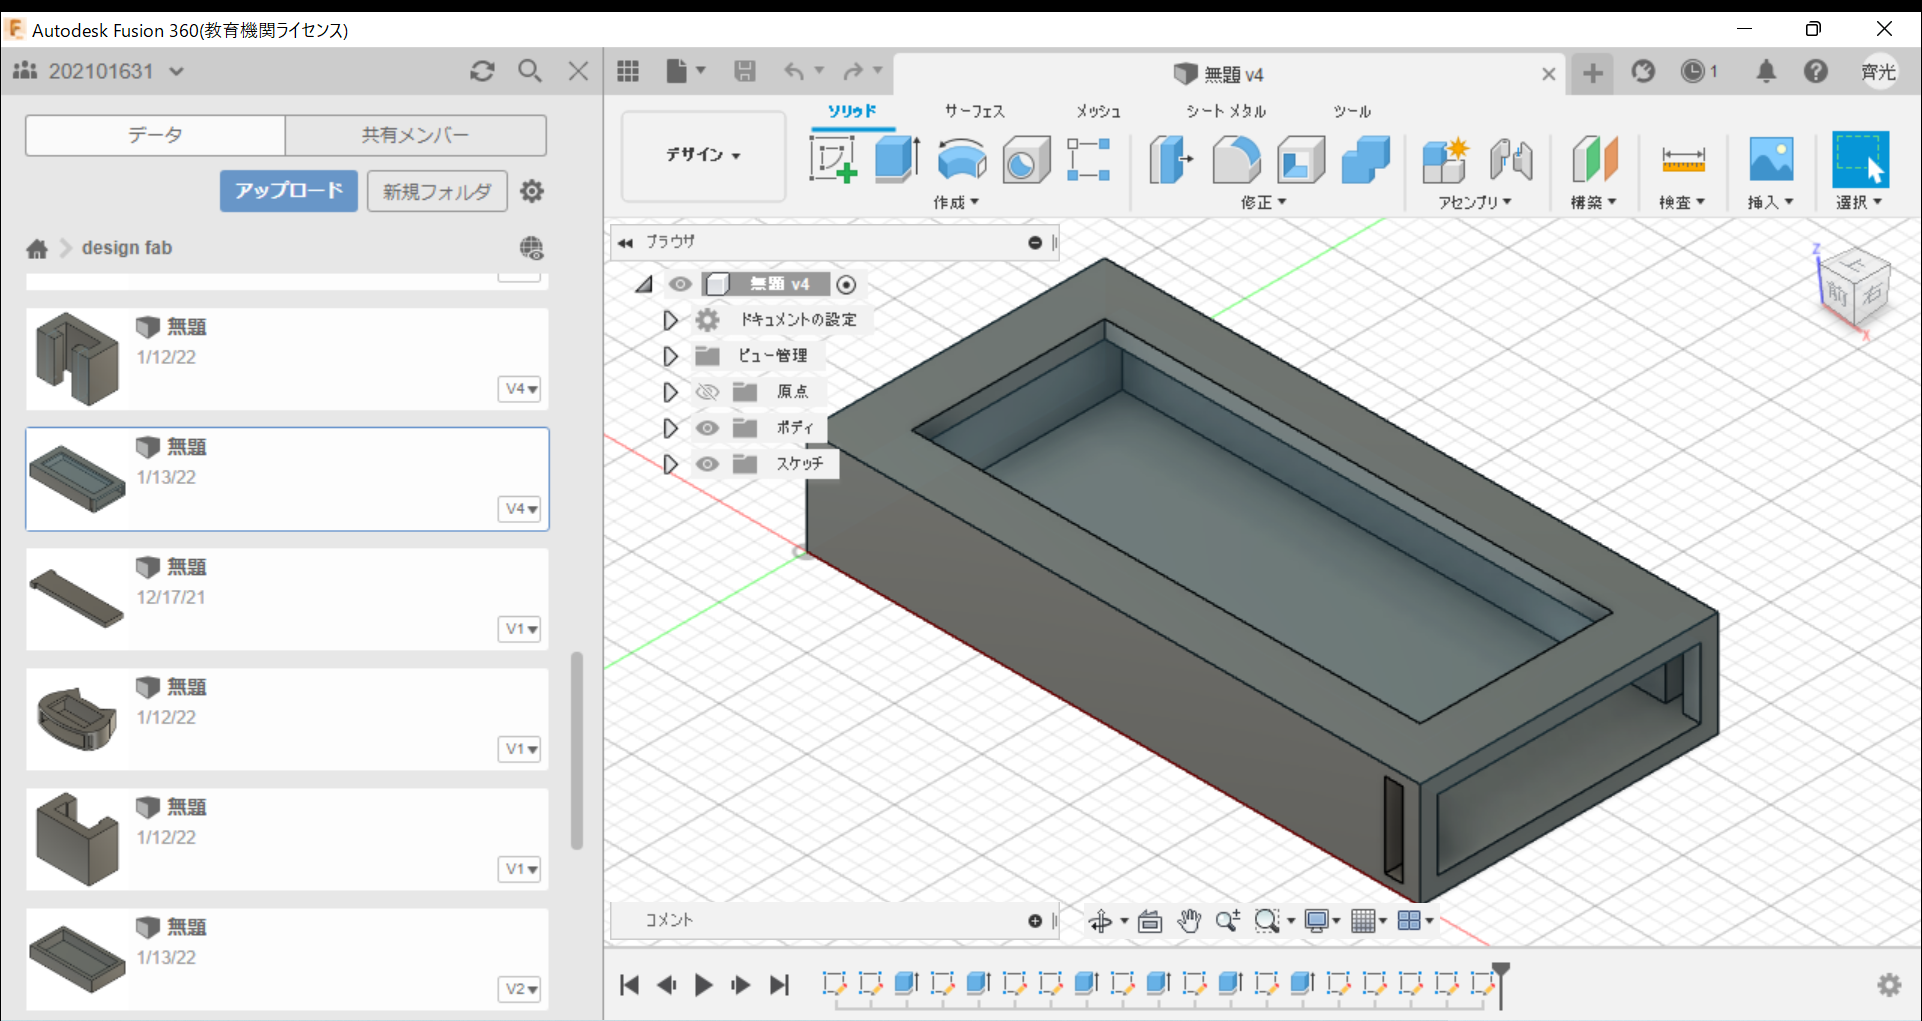 Autodesk Fusion 360(教育機関ライセンス)
202101631
無題 v4
1
齊光
データ
共有メンバー
アップロード
新規フォルダ
design fab
無題
1/12/22
V4
無題
1/13/22
V4
無題
12/17/21
V1
無題
1/12/22
V1
無題
1/12/22
V1
無題
1/13/22
V2
デザイン
ソリッド
サーフェス
メッシュ
シート メタル
ツール
作成
修正
アセンブリ
構築
検査
挿入
選択
ブラウザ
無題 v4
ドキュメントの設定
ビュー管理
原点
ボディ
スケッチ
Z
上
前
右
X
コメント